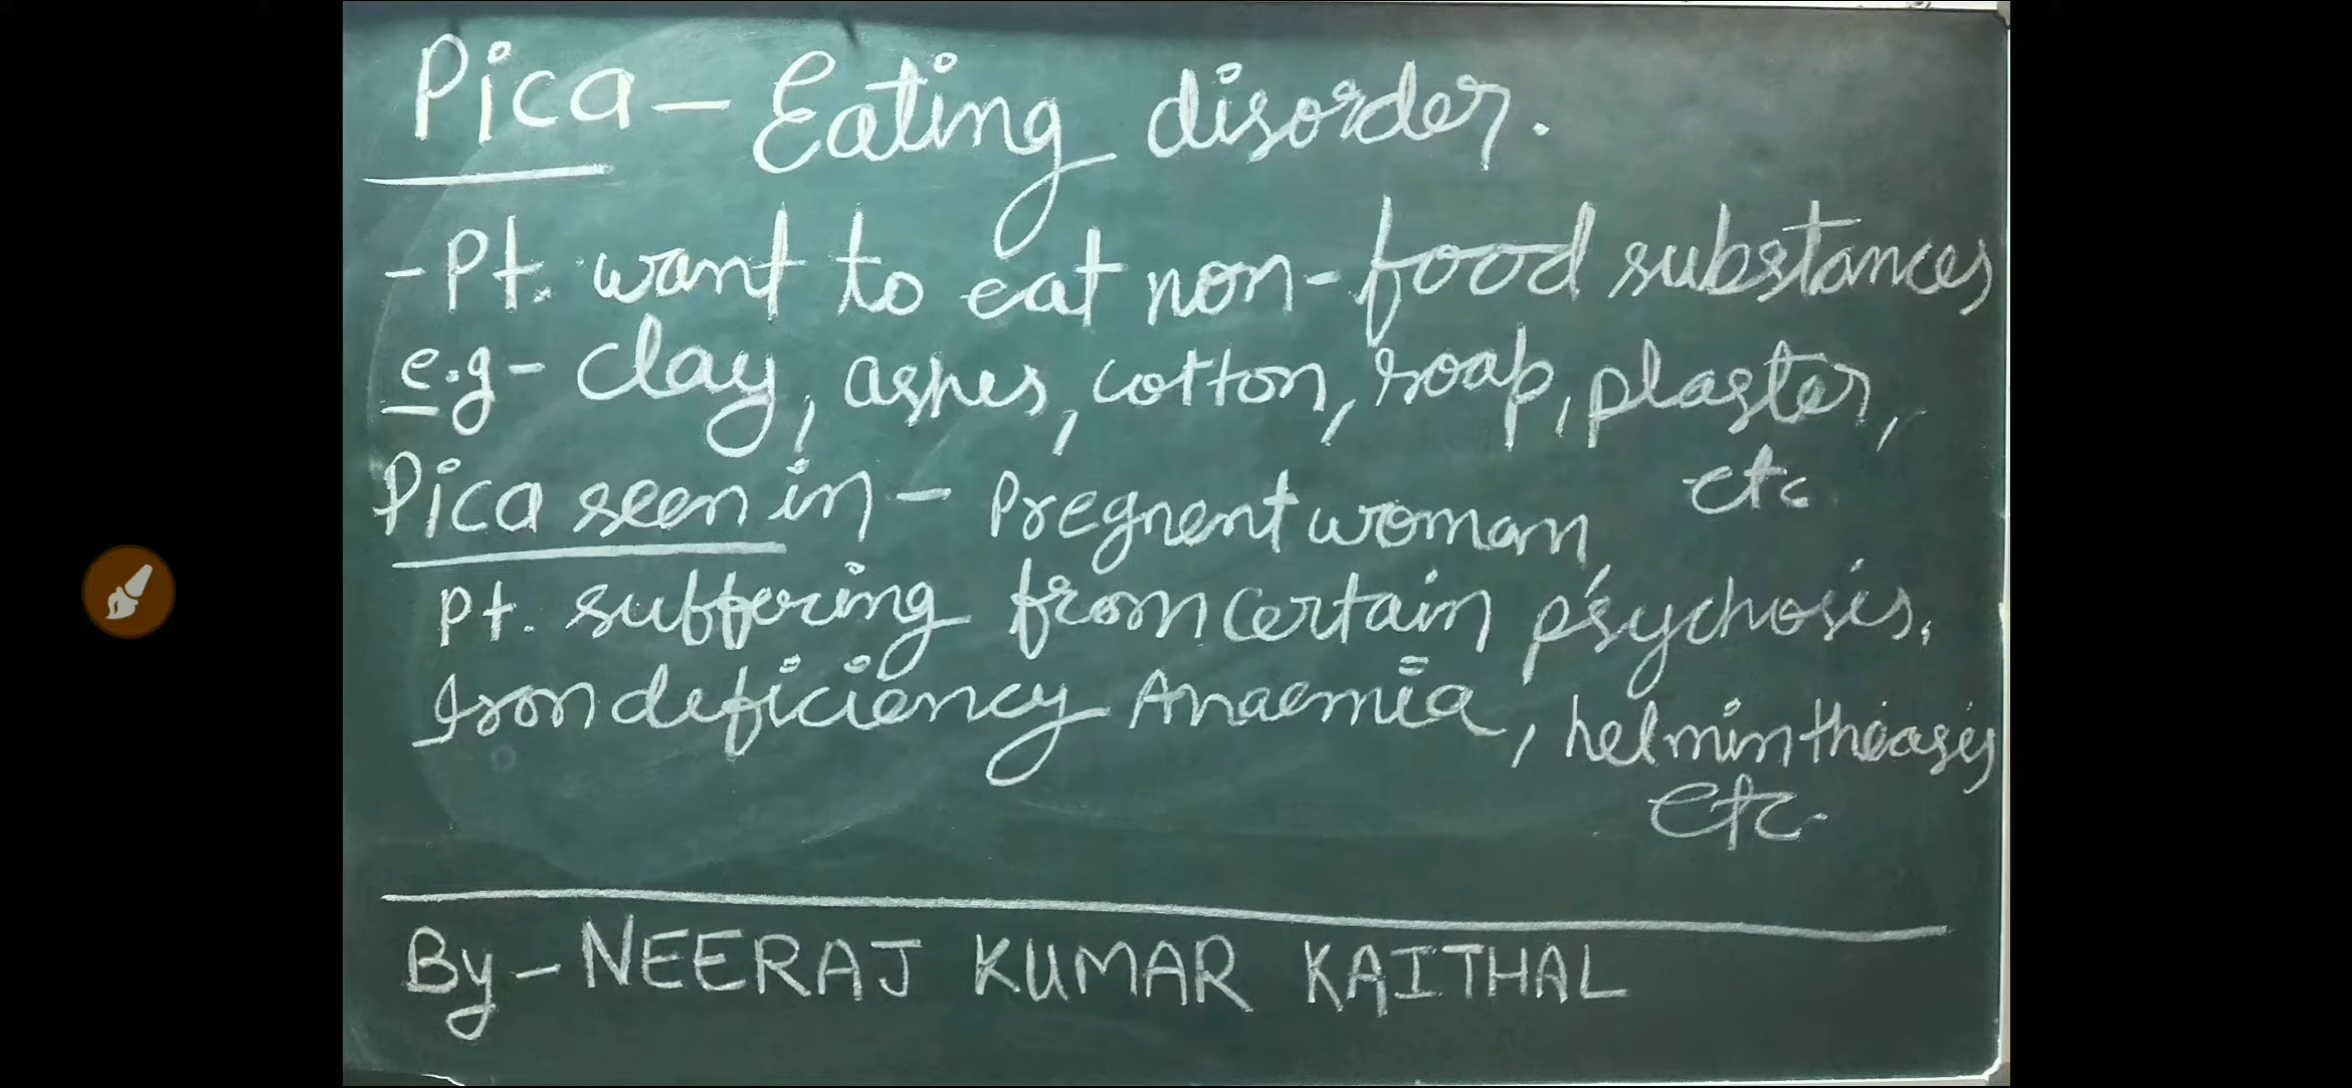 Pica - Eating disorder.
- Pt. want to eat non-food substances
e.g - clay, ashes, cotton, soap, plaster,
etc
Pica seen in - Pregnent woman,
pt. suffering from certain psychosis,
Iron deficiency Anaemia, helmintheasis
etc
By - NEERAJ KUMAR KAITHAL